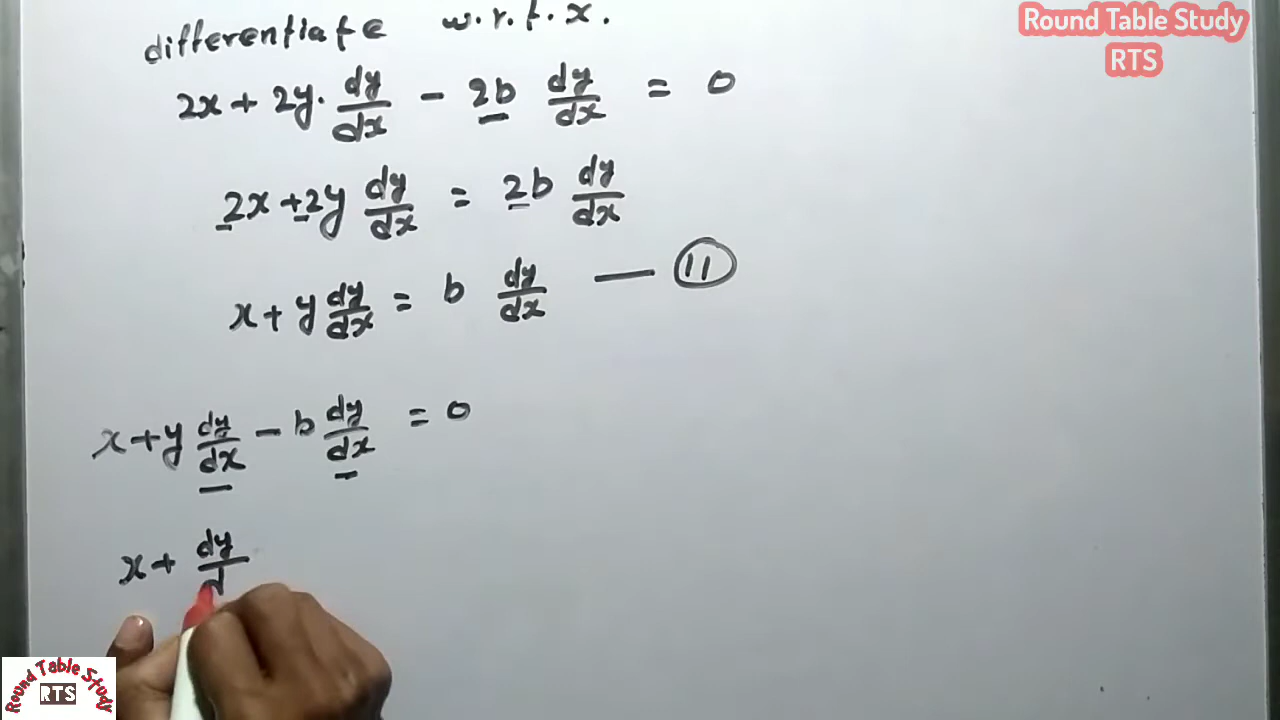 Round Table Study
RTS
differentiate w.r.t.x.
2x + 2y. dy/dx - 2b dy/dx = 0
2x + 2y dy/dx = 2b dy/dx
x + y dy/dx = b dy/dx — 11
x + y dy/dx - b dy/dx = 0
x + dy/d
Round Table Study
RTS